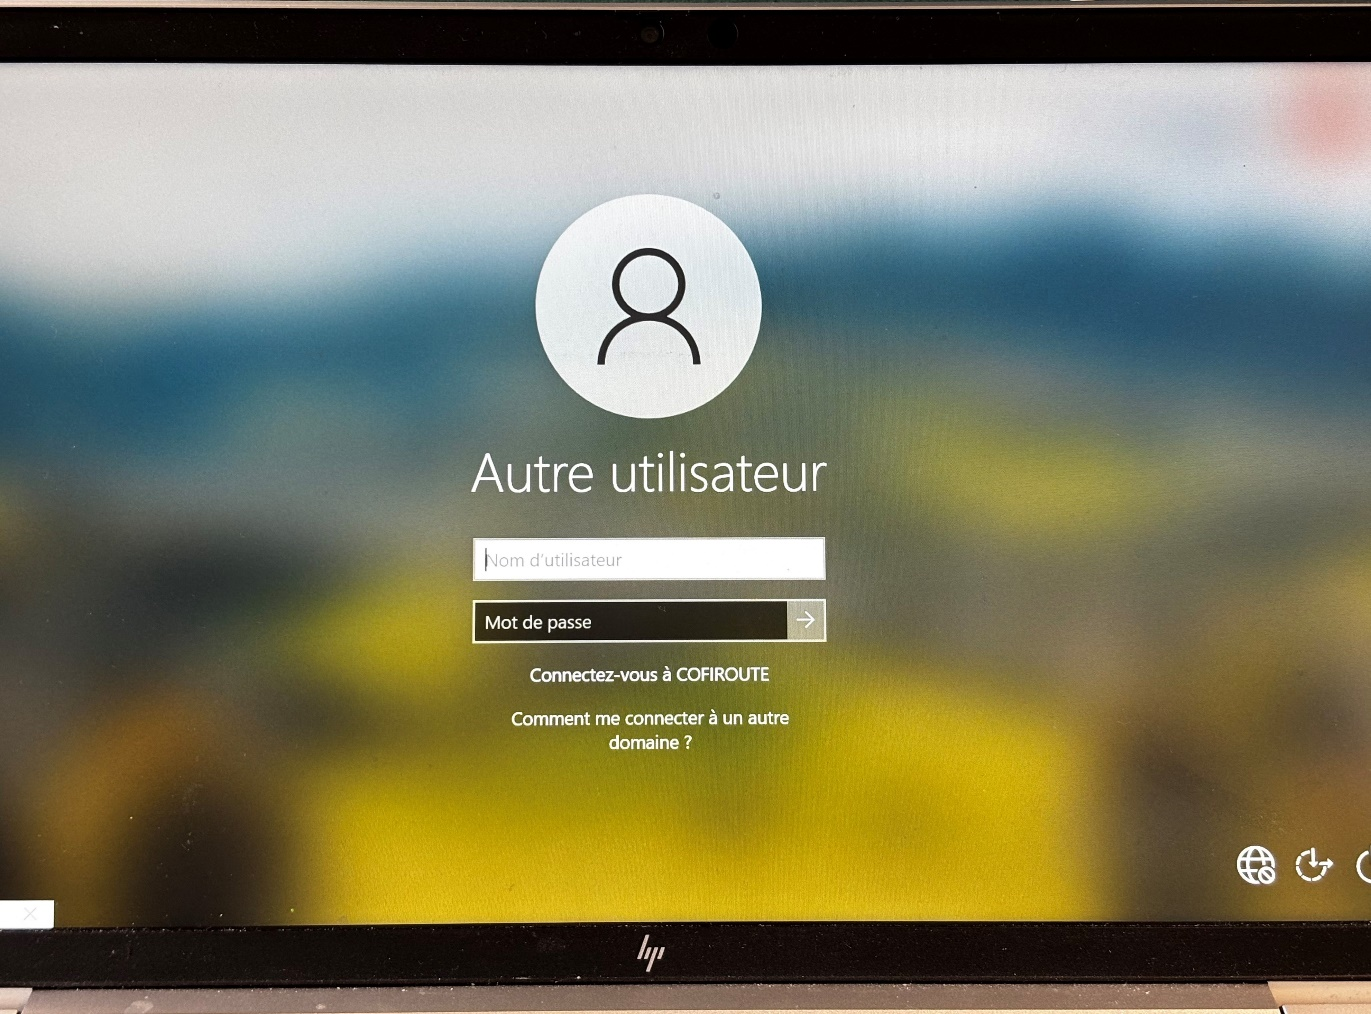 Autre utilisateur
Nom d'utilisateur
Mot de passe
Connectez-vous à COFIROUTE
Comment me connecter à un autre
domaine ?
hp